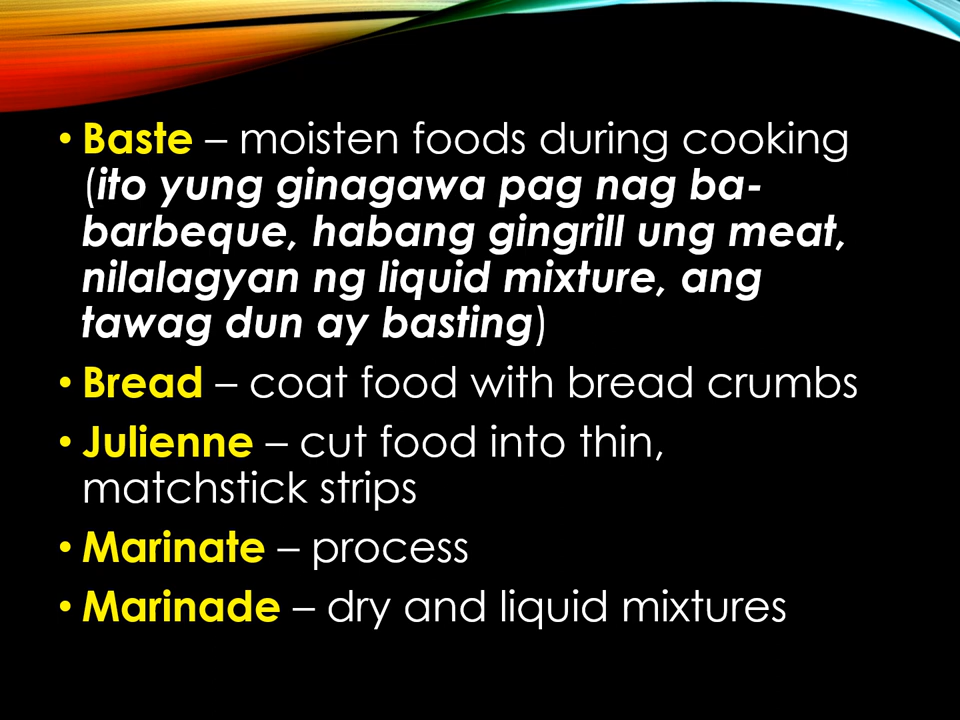 • Baste – moisten foods during cooking
(ito yung ginagawa pag nag ba-
barbeque, habang gingrill ung meat,
nilalagyan ng liquid mixture, ang
tawag dun ay basting)
• Bread – coat food with bread crumbs
• Julienne – cut food into thin,
matchstick strips
• Marinate – process
• Marinade – dry and liquid mixtures